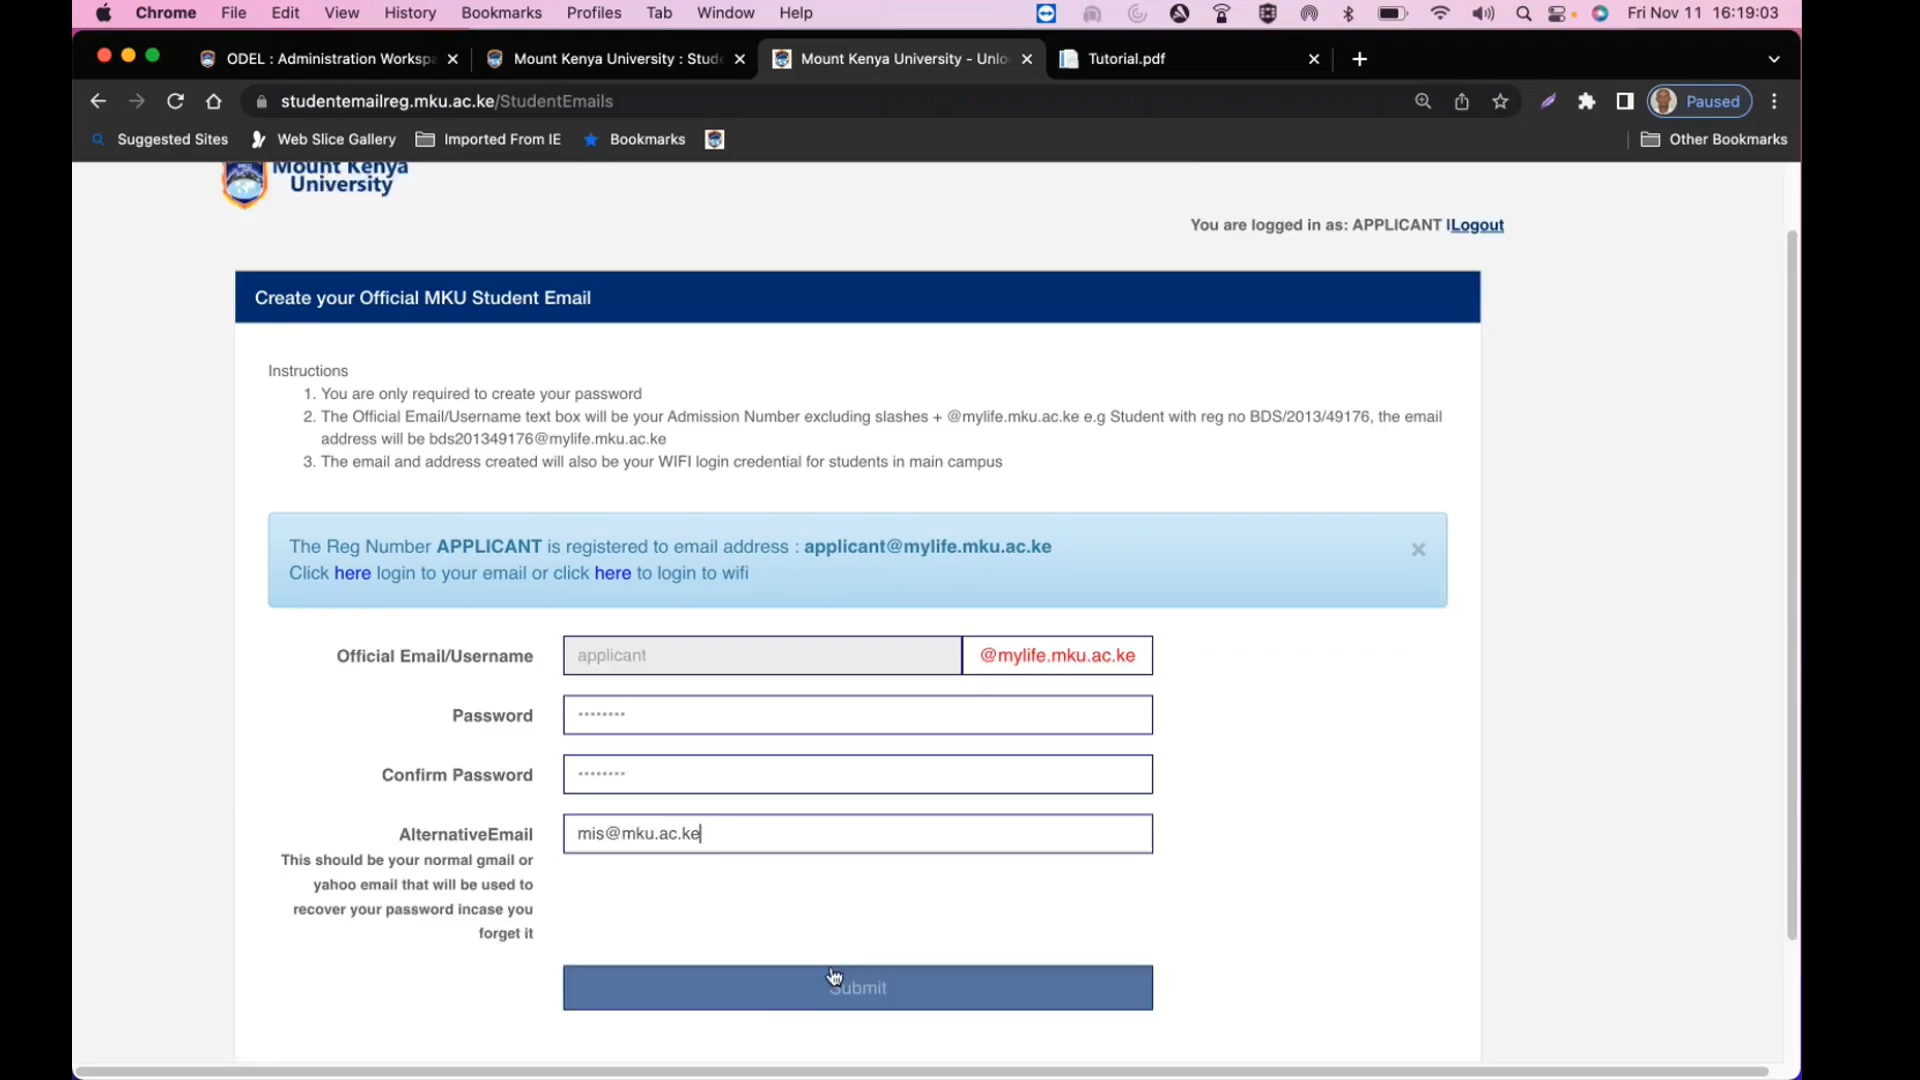 Chrome File Edit View History Bookmarks Profiles Tab Window Help Fri Nov 11 16:19:03
ODEL : Administration Workspa Mount Kenya University : Stude Mount Kenya University - Unlo Tutorial.pdf
studentemailreg.mku.ac.ke/StudentEmails Paused
Suggested Sites Web Slice Gallery Imported From IE Bookmarks Other Bookmarks
Mount Kenya
University
You are logged in as: APPLICANT |Logout
Create your Official MKU Student Email
Instructions
1. You are only required to create your password
2. The Official Email/Username text box will be your Admission Number excluding slashes + @mylife.mku.ac.ke e.g Student with reg no BDS/2013/49176, the email
address will be bds201349176@mylife.mku.ac.ke
3. The email and address created will also be your WIFI login credential for students in main campus
The Reg Number APPLICANT is registered to email address : applicant@mylife.mku.ac.ke
Click here login to your email or click here to login to wifi
Official Email/Username applicant @mylife.mku.ac.ke
Password ········
Confirm Password ········
AlternativeEmail mis@mku.ac.ke
This should be your normal gmail or
yahoo email that will be used to
recover your password incase you
forget it
Submit